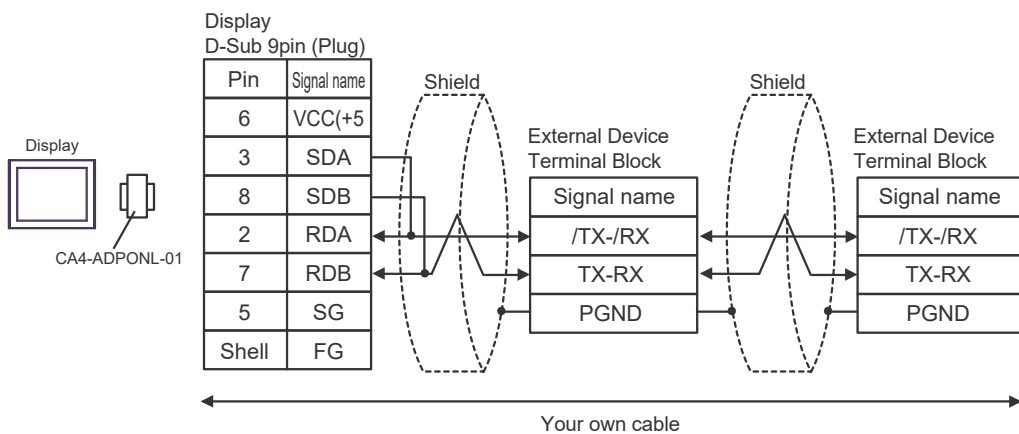 Display
D-Sub 9pin (Plug)
Pin Signal name
6 VCC(+5
3 SDA
8 SDB
2 RDA
7 RDB
5 SG
Shell FG
Display
CA4-ADPONL-01
Shield
External Device
Terminal Block
Signal name
/TX-/RX
TX-RX
PGND
Shield
External Device
Terminal Block
Signal name
/TX-/RX
TX-RX
PGND
Your own cable